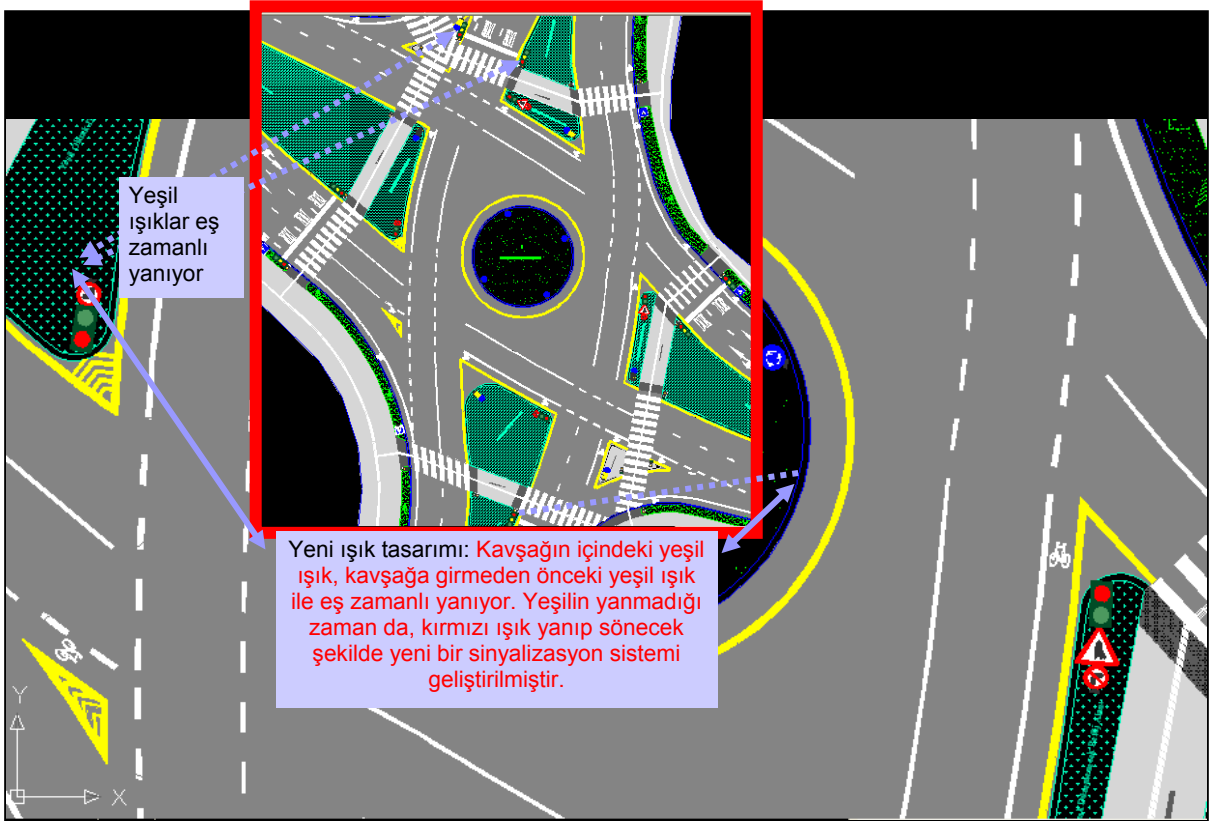 Yeşil
ışıklar eş
zamanlı
yanıyor
Yeni ışık tasarımı: Kavşağın içindeki yeşil
ışık, kavşağa girmeden önceki yeşil ışık
ile eş zamanlı yanıyor. Yeşilin yanmadığı
zaman da, kırmızı ışık yanıp sönecek
şekilde yeni bir sinyalizasyon sistemi
geliştirilmiştir.
Y
X